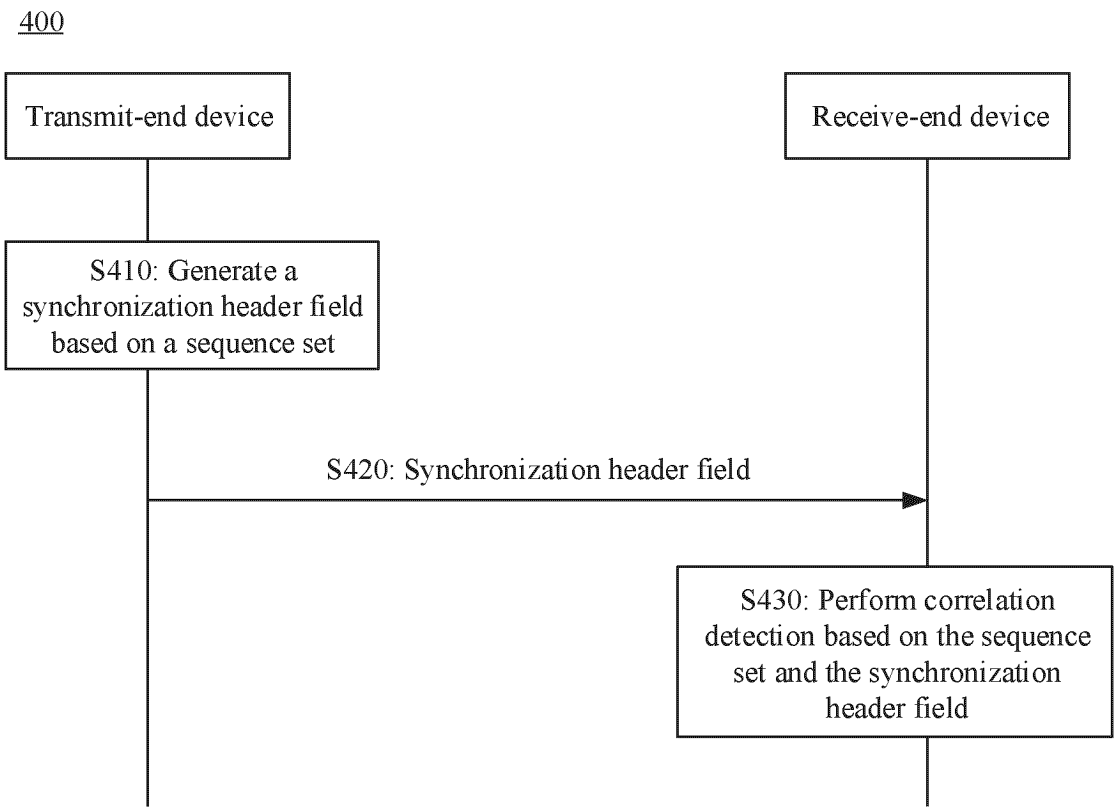 400
Transmit-end device
Receive-end device
S410: Generate a
synchronization header field
based on a sequence set
S420: Synchronization header field
S430: Perform correlation
detection based on the sequence
set and the synchronization
header field